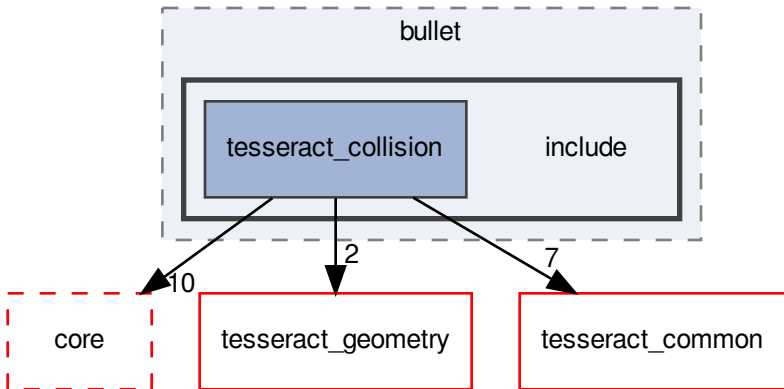 bullet
tesseract_collision
include
10
2
7
core
tesseract_geometry
tesseract_common